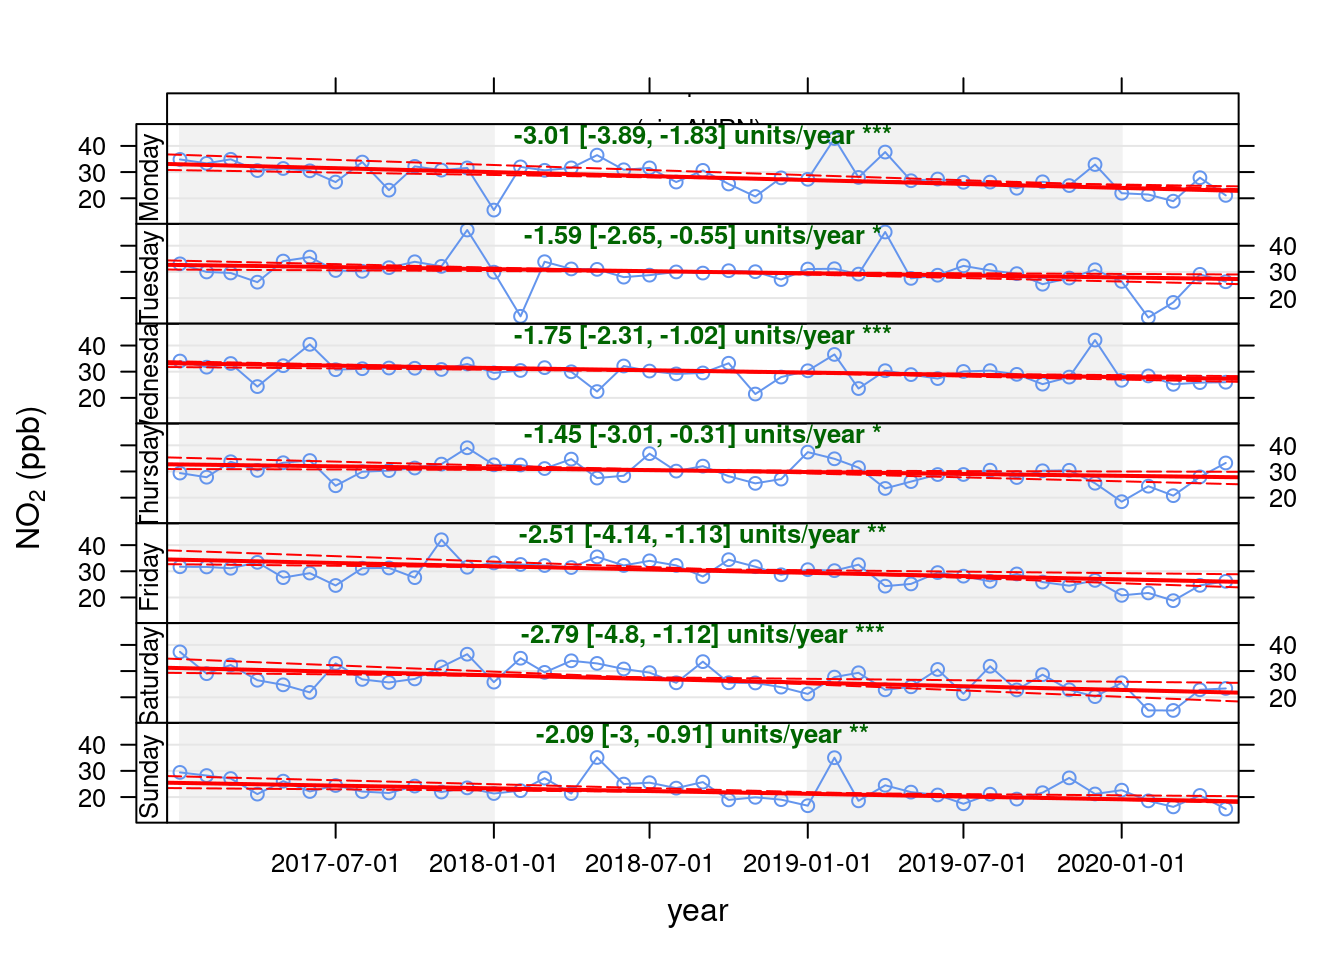 Monday
40
30
20
-3.01 [-3.89, -1.83] units/year ***
Tuesday
-1.59 [-2.65, -0.55] units/year *
40
30
20
40
30
20
-1.75 [-2.31, -1.02] units/year ***
Thursday
-1.45 [-3.01, -0.31] units/year *
40
30
20
Friday
40
30
20
-2.51 [-4.14, -1.13] units/year **
Saturday
-2.79 [-4.8, -1.12] units/year ***
40
30
20
Sunday
40
30
20
-2.09 [-3, -0.91] units/year **
NO2 (ppb)
2017-07-01 2018-01-01 2018-07-01 2019-01-01 2019-07-01 2020-01-01
year